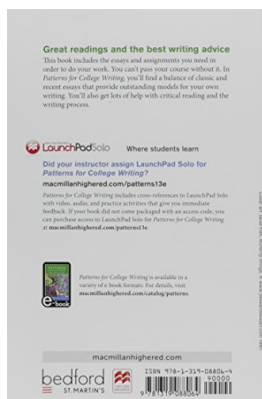 Great readings and the best writing advice
This book includes the essays and assignments you need in
order to do your work. You can't pass your course without it. In
Patterns for College Writing, you'll find a balance of classic and
recent essays that provide outstanding models for your own
writing. You'll also get lots of help with critical reading and the
writing process.
LaunchPadSolo
Where students learn
Did your instructor assign LaunchPad Solo for
Patterns for College Writing?
macmillanhighered.com/patterns13e
Patterns for College Writing includes cross-references to LaunchPad Solo
with video, audio, and practice activities that give you immediate
feedback. If your book did not come packaged with an access code, you
can purchase access to LaunchPad Solo for Patterns for College Writing
at macmillanhighered.com/patterns13e.
Patterns for College Writing is available in a
variety of e-book formats. For details, visit
macmillanhighered.com/catalog/patterns
e-book
macmillanhighered.com
bedford
ST. MARTIN'S
ISBN 978-1-319-08806-4
90000
9 781319 088064